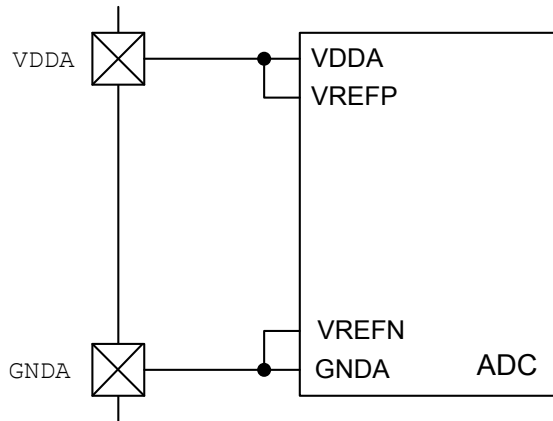 VDDA
VDDA
VREFP
VREFN
GNDA
GNDA
ADC